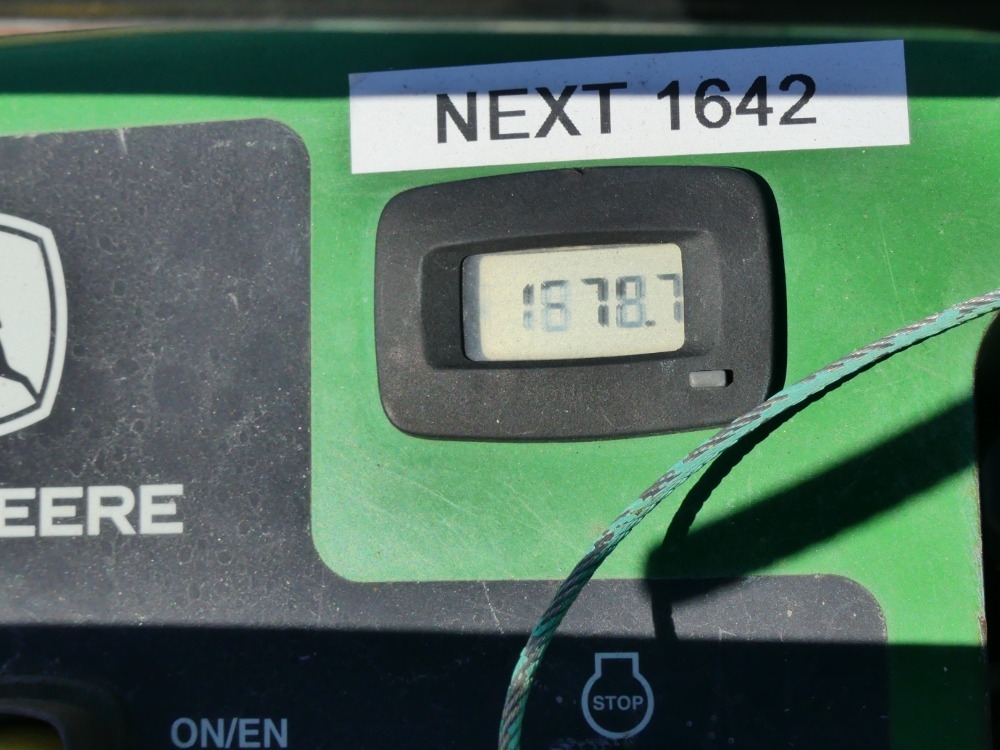 NEXT 1642
1878.7
EERE
STOP
ON/EN